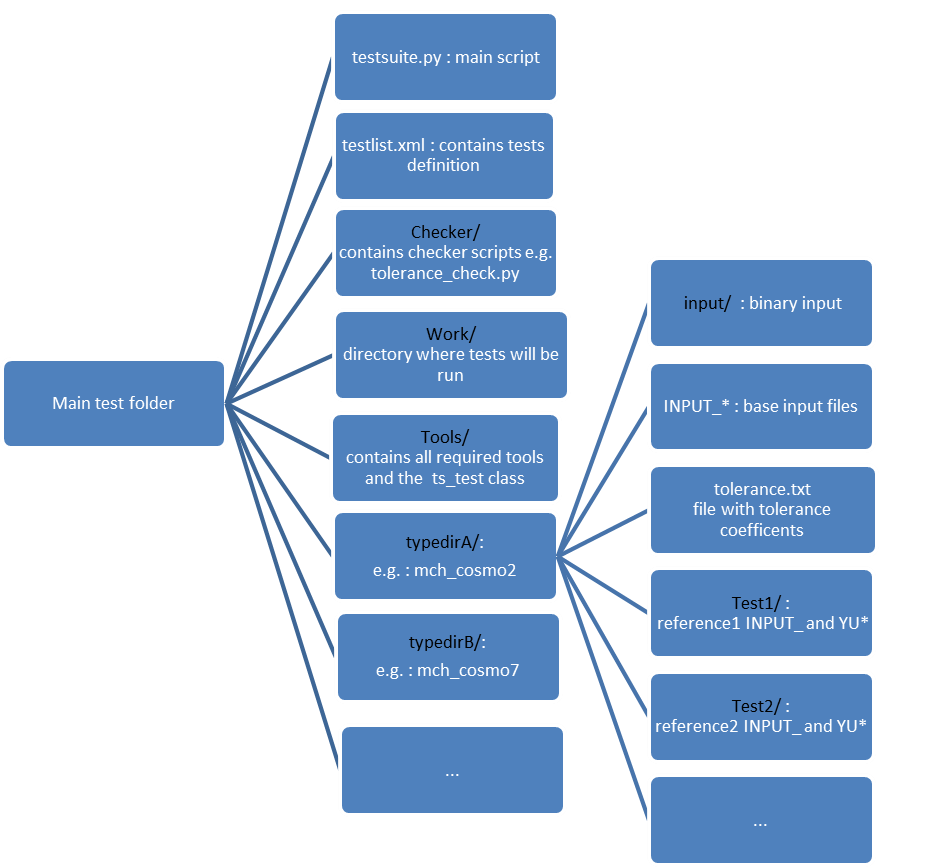 Main test folder
testsuite.py : main script
testlist.xml : contains tests
definition
Checker/
contains checker scripts e.g.
tolerance_check.py
Work/
directory where tests will be
run
Tools/
contains all required tools
and the ts_test class
typedirA/:
e.g. : mch_cosmo2
typedirB/:
e.g. : mch_cosmo7
...
input/ : binary input
INPUT_* : base input files
tolerance.txt
file with tolerance
coefficents
Test1/ :
reference1 INPUT_ and YU*
Test2/ :
reference2 INPUT_ and YU*
...